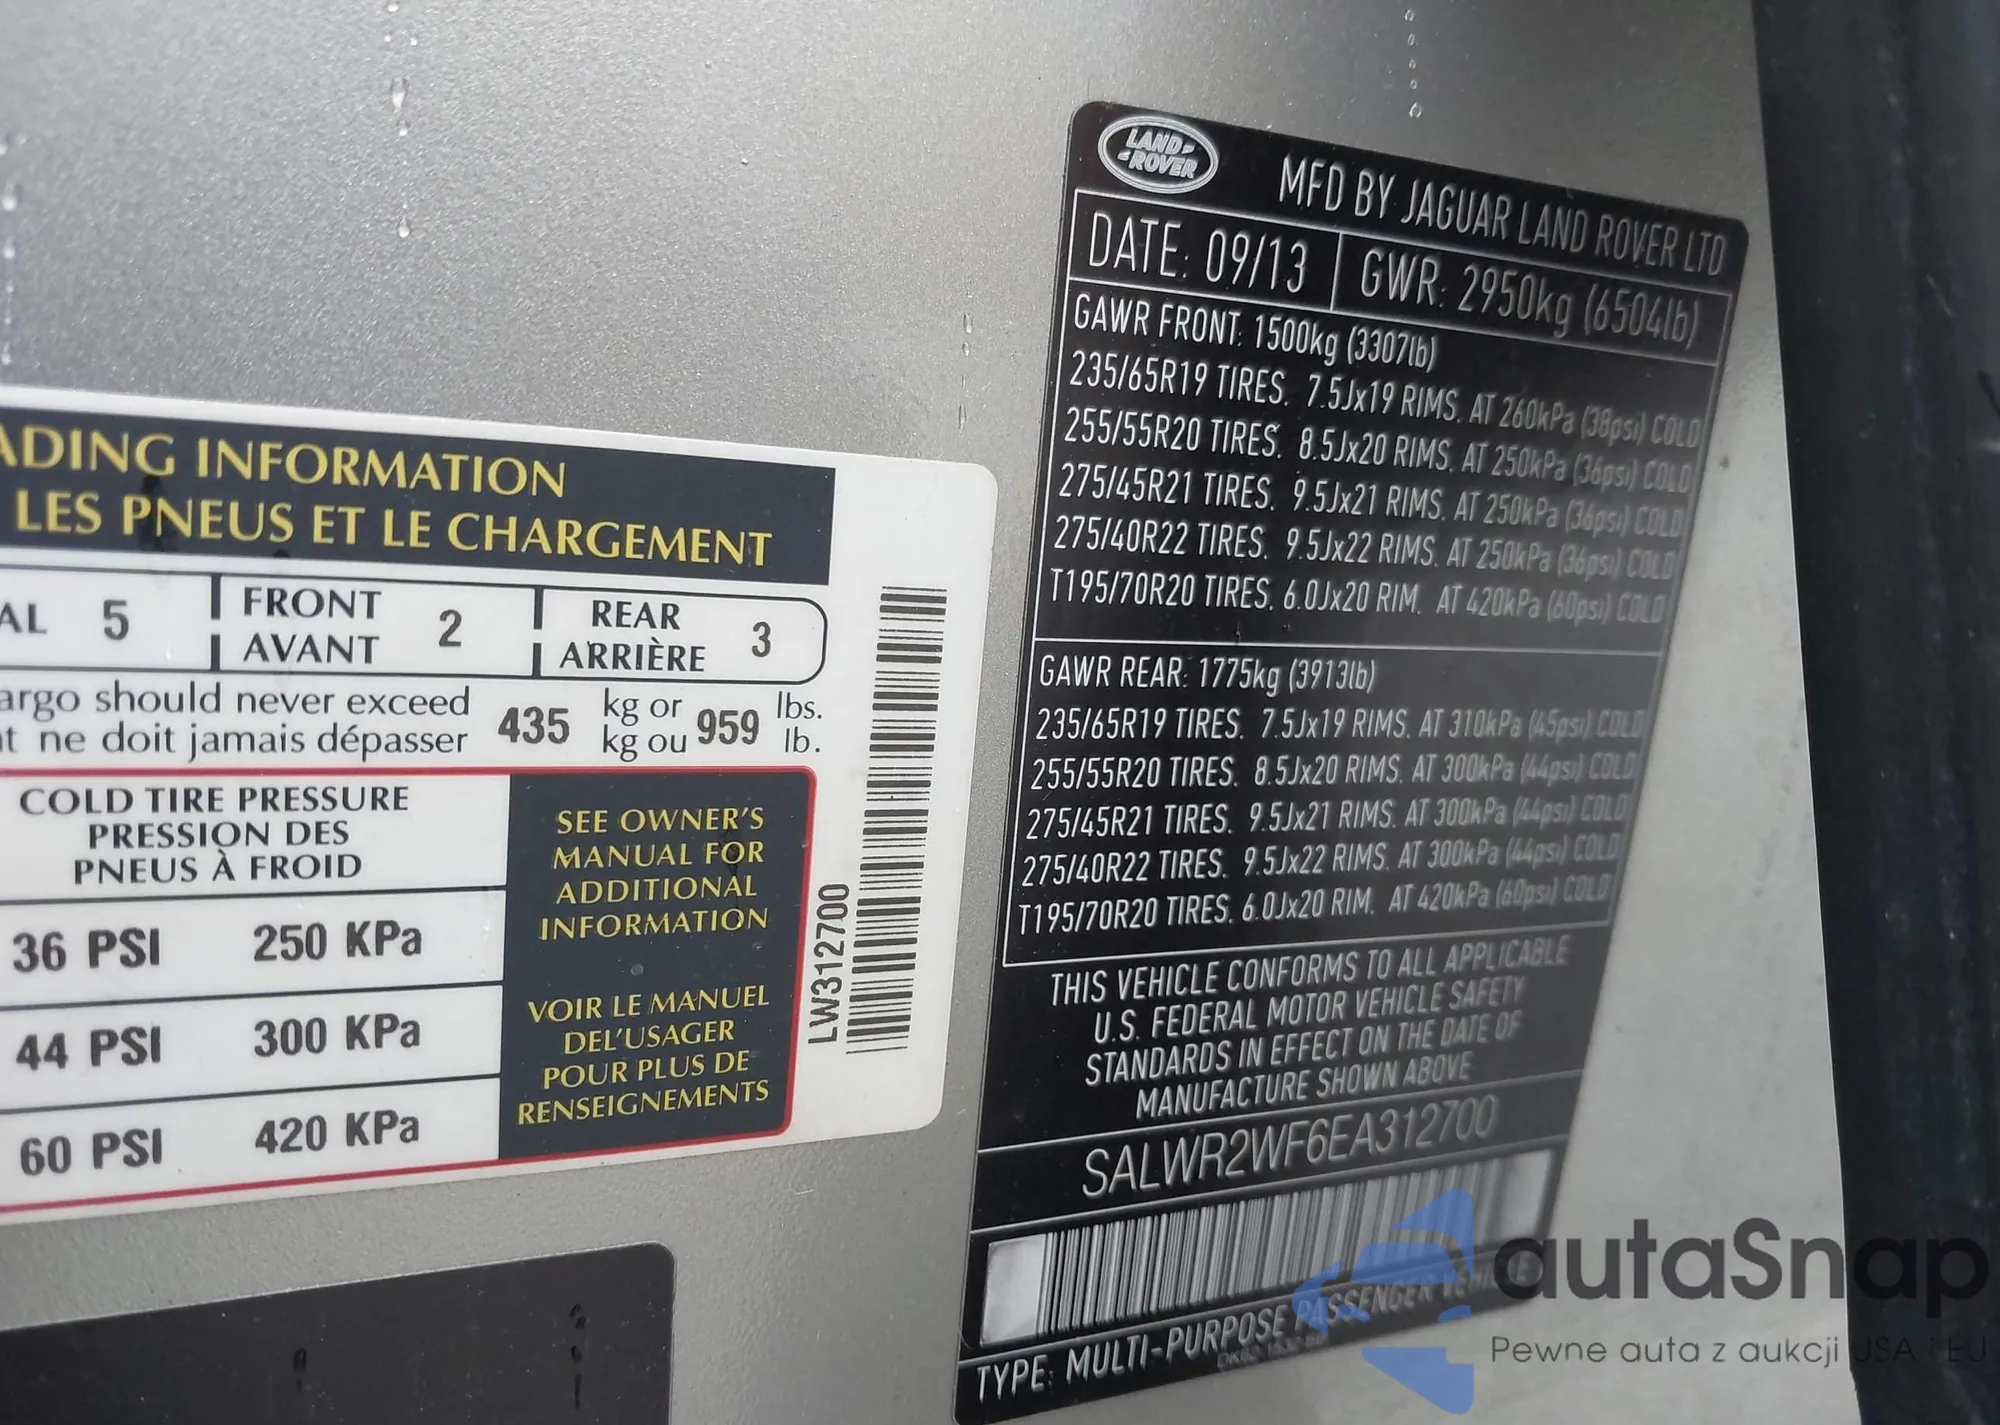 ADING INFORMATION
LES PNEUS ET LE CHARGEMENT
AL 5 FRONT AVANT 2 REAR ARRIÈRE 3
argo should never exceed 435 kg or 959 lbs.
t ne doit jamais dépasser kg ou lb.
COLD TIRE PRESSURE
PRESSION DES
PNEUS À FROID
36 PSI 250 KPa
44 PSI 300 KPa
60 PSI 420 KPa
SEE OWNER'S
MANUAL FOR
ADDITIONAL
INFORMATION
VOIR LE MANUEL
DEL'USAGER
POUR PLUS DE
RENSEIGNEMENTS
LW312700
LAND ROVER
MFD BY JAGUAR LAND ROVER LTD
DATE: 09/13 GWR: 2950kg (6504lb)
GAWR FRONT: 1500kg (3307lb)
235/65R19 TIRES. 7.5Jx19 RIMS. AT 260kPa (38psi) COLD
255/55R20 TIRES. 8.5Jx20 RIMS. AT 250kPa (36psi) COLD
275/45R21 TIRES. 9.5Jx21 RIMS. AT 250kPa (36psi) COLD
275/40R22 TIRES. 9.5Jx22 RIMS. AT 250kPa (36psi) COLD
T195/70R20 TIRES. 6.0Jx20 RIM. AT 420kPa (60psi) COLD
GAWR REAR: 1775kg (3913lb)
235/65R19 TIRES. 7.5Jx19 RIMS. AT 310kPa (45psi) COLD
255/55R20 TIRES. 8.5Jx20 RIMS. AT 300kPa (44psi) COLD
275/45R21 TIRES. 9.5Jx21 RIMS. AT 300kPa (44psi) COLD
275/40R22 TIRES. 9.5Jx22 RIMS. AT 300kPa (44psi) COLD
T195/70R20 TIRES. 6.0Jx20 RIM. AT 420kPa (60psi) COLD
THIS VEHICLE CONFORMS TO ALL APPLICABLE
U.S. FEDERAL MOTOR VEHICLE SAFETY
STANDARDS IN EFFECT ON THE DATE OF
MANUFACTURE SHOWN ABOVE
SALWR2WF6EA312700
TYPE: MULTI-PURPOSE PASSENGER VEHICLE
autaSnap
Pewne auta z aukcji USA i EU